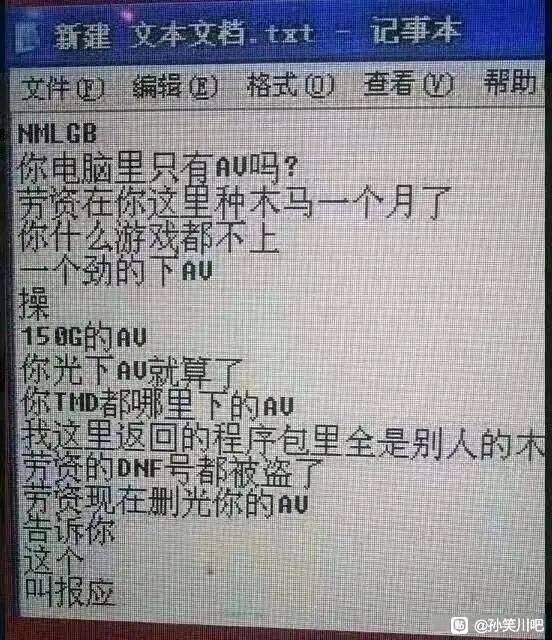 新建 文本文档.txt - 记事本
文件(F) 编辑(E) 格式(O) 查看(V) 帮助
NMLGB
你电脑里只有AV吗?
劳资在你这里种木马一个月了
你什么游戏都不上
一个劲的下AV
操
150G的AV
你光下AV就算了
你TMD都哪里下的AV
我这里返回的程序包里全是别人的木
劳资的DNF号都被盗了
劳资现在删光你的AV
告诉你
这个
叫报应
贴 @孙笑川吧